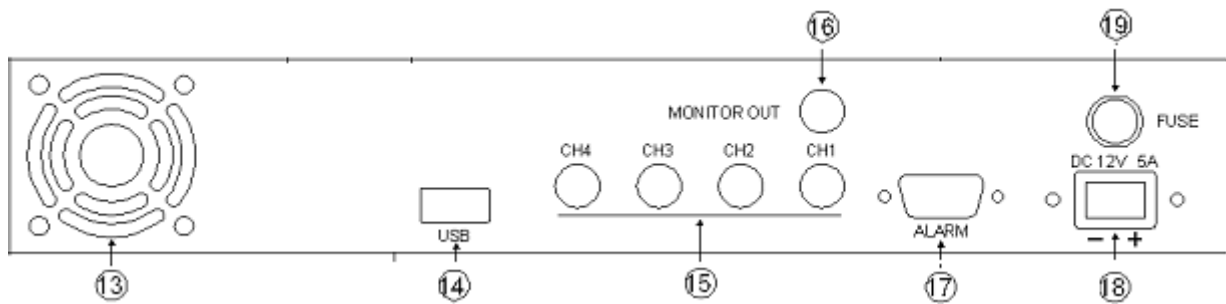 16
19
MONITOR OUT
FUSE
CH4 CH3 CH2 CH1
DC 12V 5A
USB
ALARM
− +
13
14
15
17
18